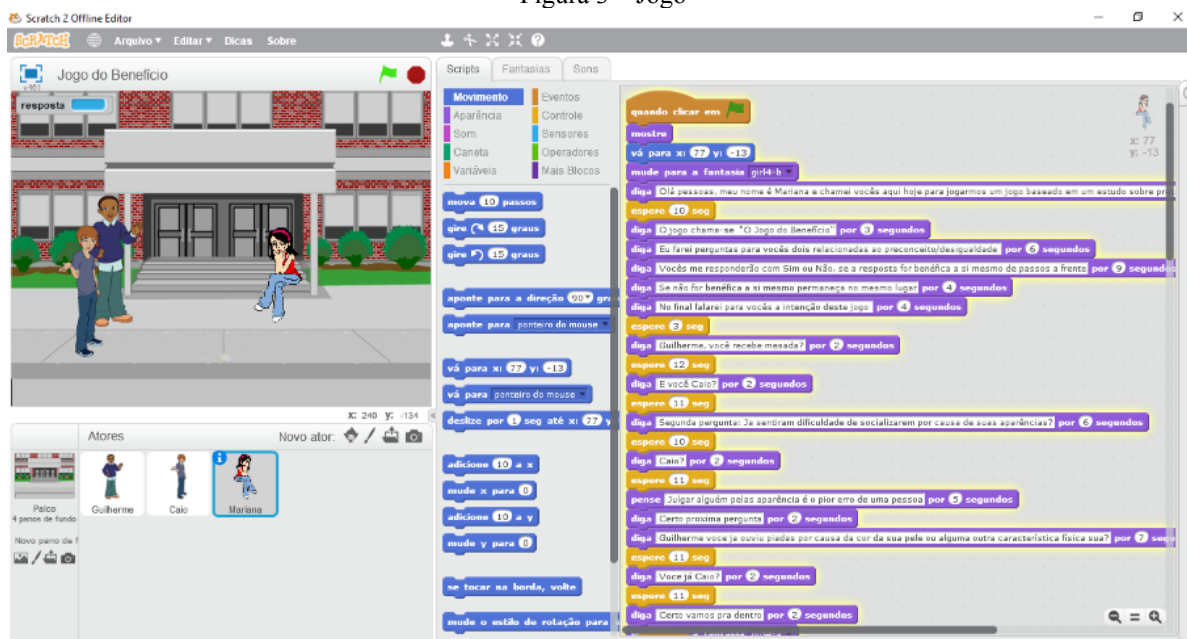 Figura 3 – Jogo
Scratch 2 Offline Editor
SCRATCH Arquivo Editar Dicas Sobre
Jogo do Benefício
v461
resposta
X: 240 y: -134
Atores
Novo ator:
Palco
4 panos de fundo
Novo pano de f
Guilherme
Caio
Mariana
Scripts Fantasias Sons
Movimento Eventos
Aparência Controle
Som Sensores
Caneta Operadores
Variáveis Mais Blocos
mova 10 passos
gire 15 graus
gire 15 graus
aponte para a direção 90 gra
aponte para ponteiro do mouse
vá para x: 77 y: -13
vá para ponteiro do mouse
deslize por 1 seg até x: 77 y
adicione 10 a x
mude x para 0
adicione 10 a y
mude y para 0
se tocar na borda, volte
mude o estilo de rotação para
x: 77
y: -13
quando clicar em
mostre
vá para x: 77 y: -13
mude para a fantasia girl4-b
diga Olé pessoas, meu nome é Mariana e chamei vocês aqui hoje para jogarmos um jogo baseado em um estudo sobre pr
espere 10 seg
diga O jogo chama-se "O Jogo do Benefício" por 3 segundos
diga Eu farei perguntas para vocês dois relacionadas ao preconceito/desigualdade por 6 segundos
diga Vocês me responderão com Sim ou Não, se a resposta for benéfica a si mesmo de passos a frente por 9 segundos
diga Se não for benéfica a si mesmo permaneça no mesmo lugar por 4 segundos
diga No final falarei para vocês a intenção deste jogo por 4 segundos
espere 3 seg
diga Guilherme, você recebe mesada? por 2 segundos
espere 12 seg
diga E você Caio? por 2 segundos
espere 11 seg
diga Segunda pergunta: Ja sentiram dificuldade de socializarem por causa de suas aparências? por 6 segundos
espere 10 seg
diga Caio? por 2 segundos
espere 11 seg
pense Julgar alguém pelas aparência é o pior erro de uma pessoa por 5 segundos
diga Certo proxima pergunta por 2 segundos
diga Guilherme voce ja ouviu piadas por causa da cor da sua pele ou alguma outra característica física sua? por 7 segu
espere 11 seg
diga Voce já Caio? por 2 segundos
espere 11 seg
diga Certo vamos pra dentro por 2 segundos